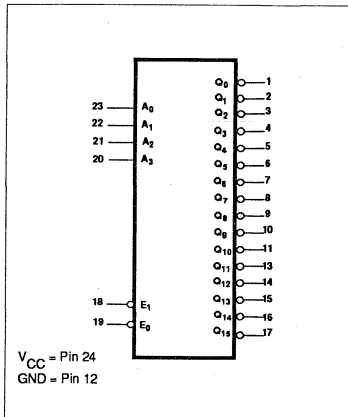 Q0 1
Q1 2
Q2 3
23 A0
Q3 4
22 A1
Q4 5
21 A2
Q5 6
20 A3
Q6 7
Q7 8
Q8 9
Q9 10
Q10 11
Q11 13
Q12 14
18 E1
Q13 15
19 E0
Q14 16
Q15 17
VCC = Pin 24
GND = Pin 12